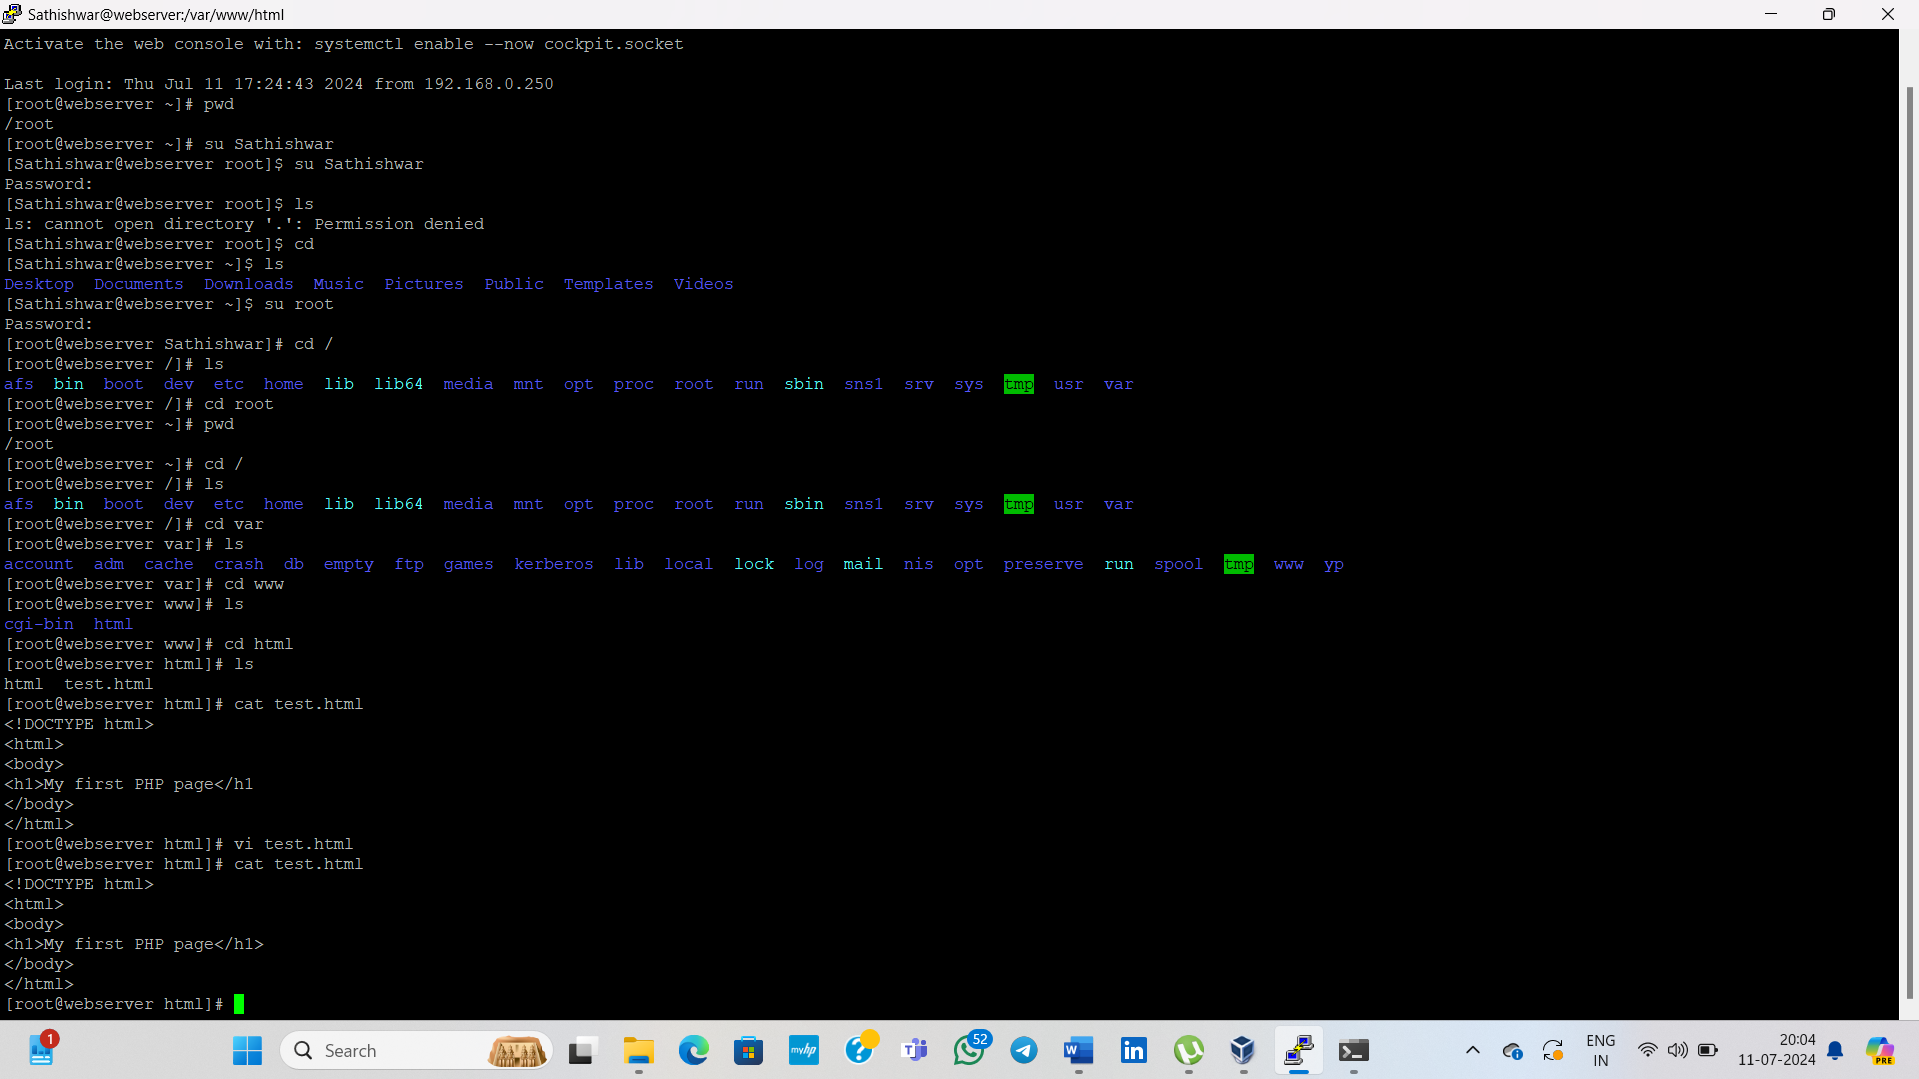 Sathishwar@webserver:/var/www/html
Activate the web console with: systemctl enable --now cockpit.socket
Last login: Thu Jul 11 17:24:43 2024 from 192.168.0.250
[root@webserver ~]# pwd
/root
[root@webserver ~]# su Sathishwar
[Sathishwar@webserver root]$ su Sathishwar
Password:
[Sathishwar@webserver root]$ ls
ls: cannot open directory '.': Permission denied
[Sathishwar@webserver root]$ cd
[Sathishwar@webserver ~]$ ls
Desktop  Documents  Downloads  Music  Pictures  Public  Templates  Videos
[Sathishwar@webserver ~]$ su root
Password:
[root@webserver Sathishwar]# cd /
[root@webserver /]# ls
afs  bin  boot  dev  etc  home  lib  lib64  media  mnt  opt  proc  root  run  sbin  sns1  srv  sys  tmp  usr  var
[root@webserver /]# cd root
[root@webserver ~]# pwd
/root
[root@webserver ~]# cd /
[root@webserver /]# ls
afs  bin  boot  dev  etc  home  lib  lib64  media  mnt  opt  proc  root  run  sbin  sns1  srv  sys  tmp  usr  var
[root@webserver /]# cd var
[root@webserver var]# ls
account  adm  cache  crash  db  empty  ftp  games  kerberos  lib  local  lock  log  mail  nis  opt  preserve  run  spool  tmp  www  yp
[root@webserver var]# cd www
[root@webserver www]# ls
cgi-bin  html
[root@webserver www]# cd html
[root@webserver html]# ls
html  test.html
[root@webserver html]# cat test.html
<!DOCTYPE html>
<html>
<body>
<h1>My first PHP page</h1
</body>
</html>
[root@webserver html]# vi test.html
[root@webserver html]# cat test.html
<!DOCTYPE html>
<html>
<body>
<h1>My first PHP page</h1>
</body>
</html>
[root@webserver html]#
1
Search
myhp
52
ENG
IN
20:04
11-07-2024
PRE